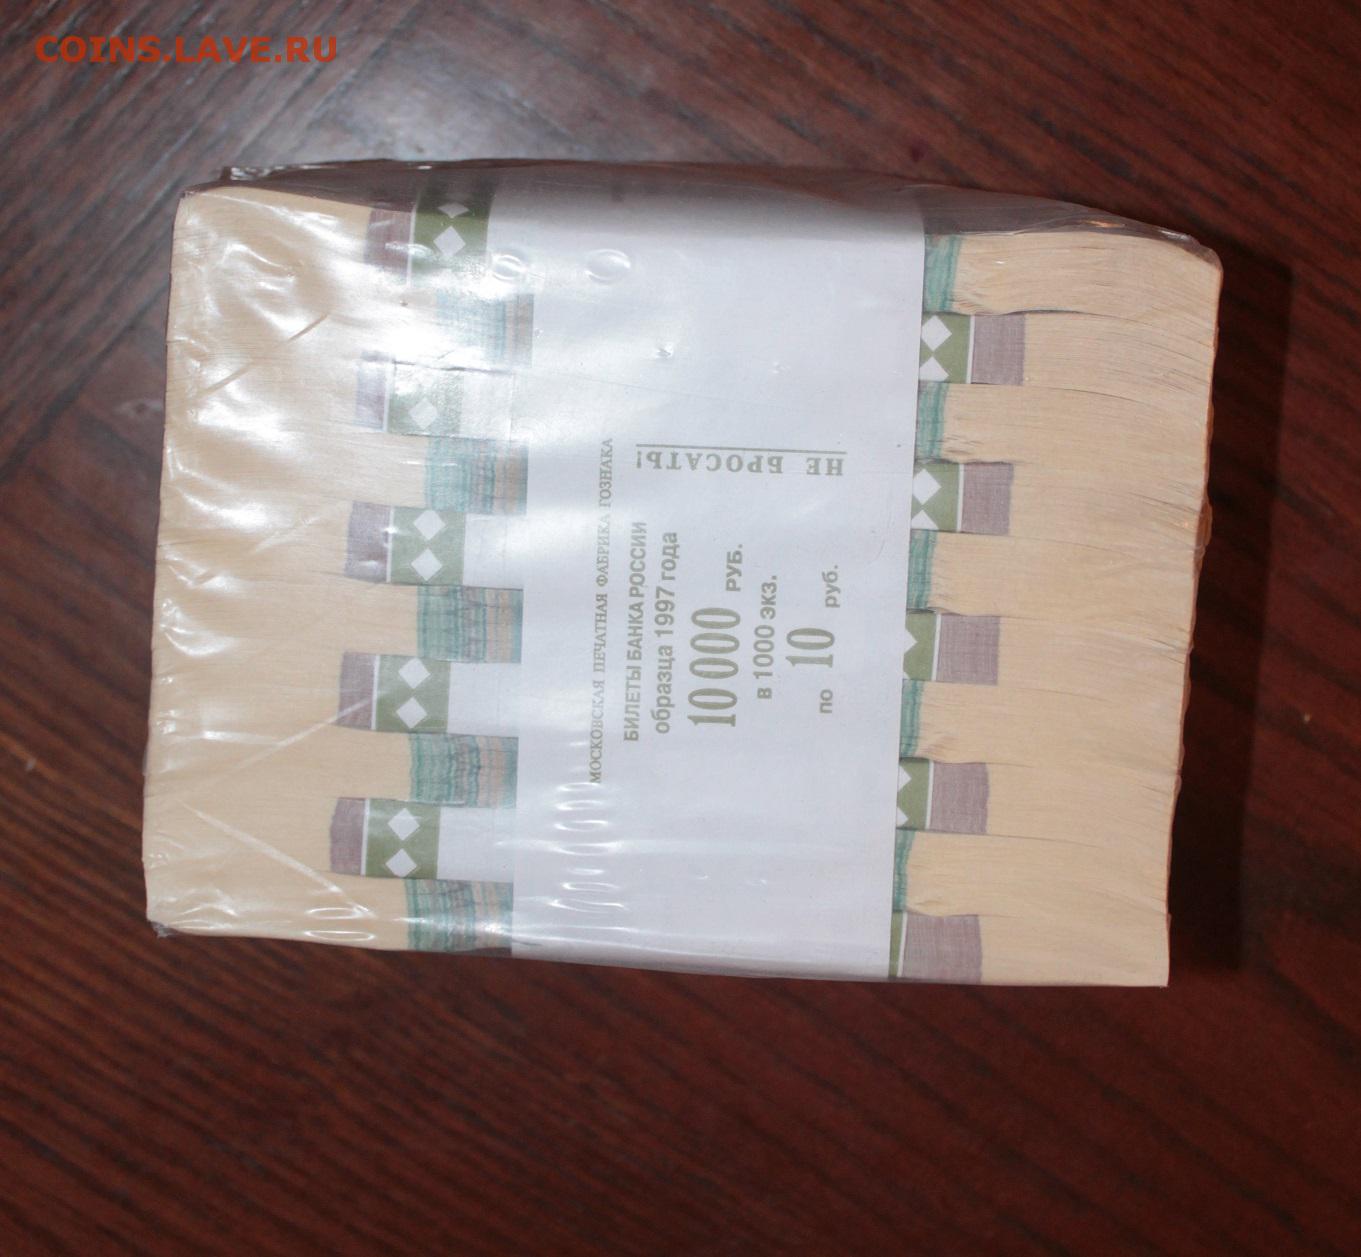 COINS.LAVE.RU
МОСКОВСКАЯ ПЕЧАТНАЯ ФАБРИКА ГОЗНАКА
БИЛЕТЫ БАНКА РОССИИ
образца 1997 года
10 000 РУБ.
в 1000 экз.
по 10 руб.
НЕ БРОСАТЬ!